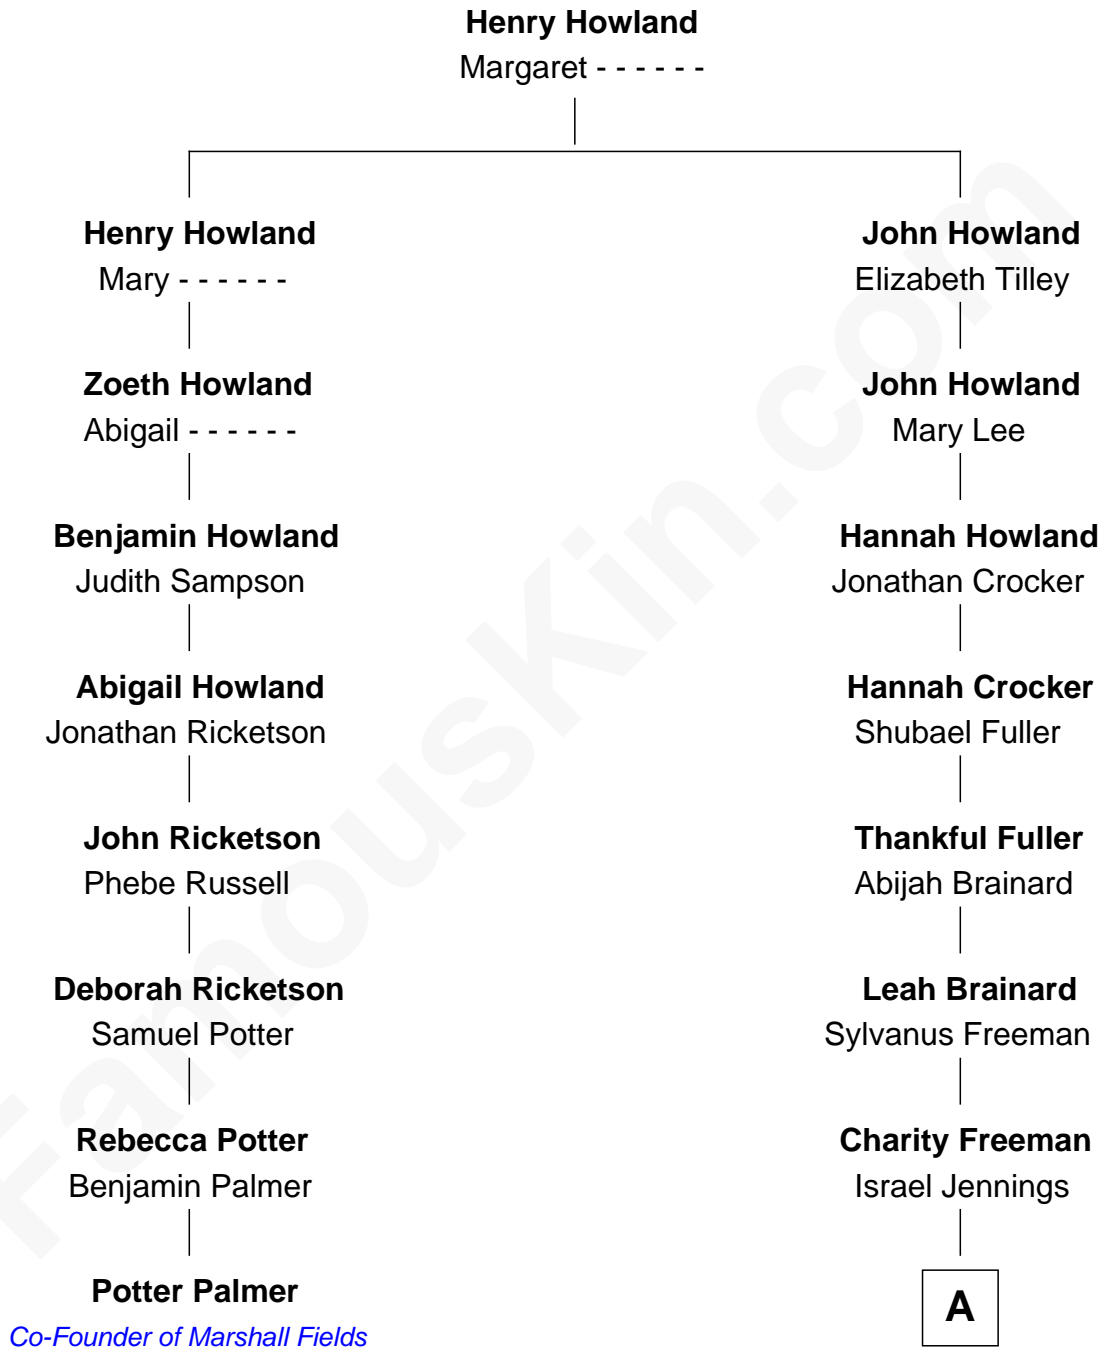 Henry Howland
Margaret - - - - - -
Henry Howland
Mary - - - - - -
John Howland
Elizabeth Tilley
Zoeth Howland
Abigail - - - - - -
John Howland
Mary Lee
Benjamin Howland
Judith Sampson
Hannah Howland
Jonathan Crocker
Abigail Howland
Jonathan Ricketson
Hannah Crocker
Shubael Fuller
John Ricketson
Phebe Russell
Thankful Fuller
Abijah Brainard
Deborah Ricketson
Samuel Potter
Leah Brainard
Sylvanus Freeman
Rebecca Potter
Benjamin Palmer
Charity Freeman
Israel Jennings
Potter Palmer
Co-Founder of Marshall Fields
A
FamousKin.com